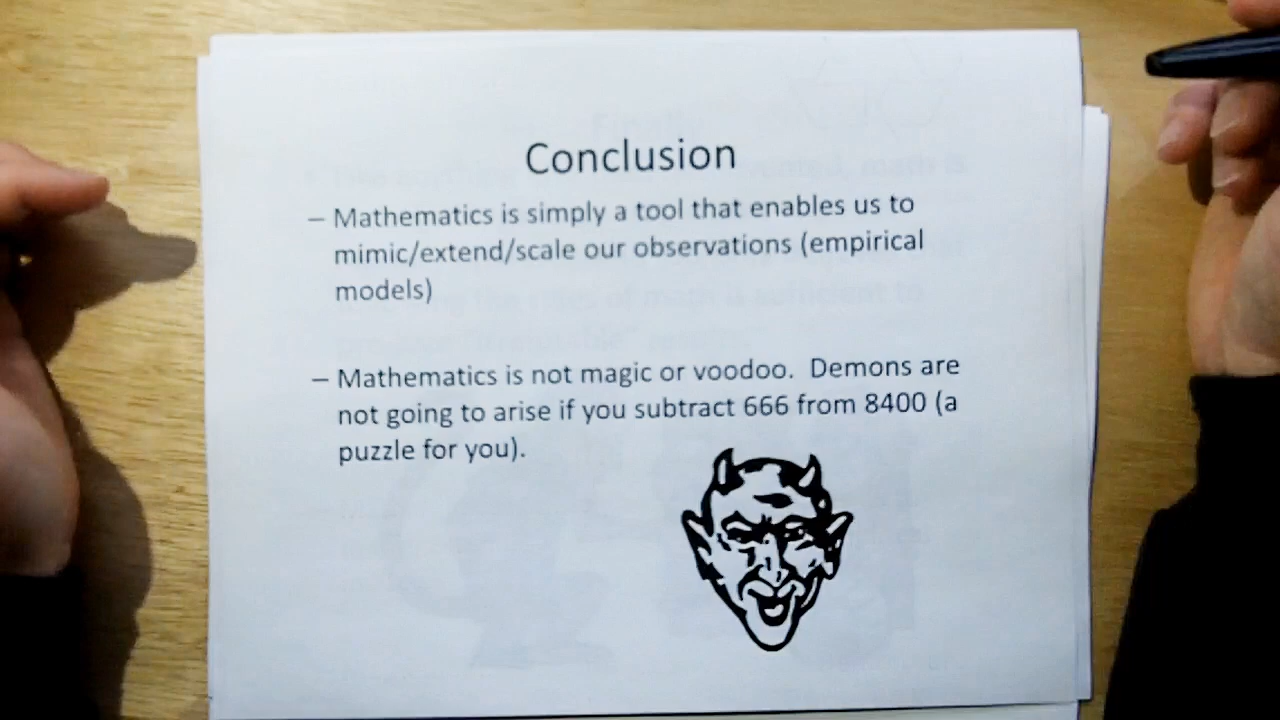 Conclusion
– Mathematics is simply a tool that enables us to
mimic/extend/scale our observations (empirical
models)
– Mathematics is not magic or voodoo.  Demons are
not going to arise if you subtract 666 from 8400 (a
puzzle for you).